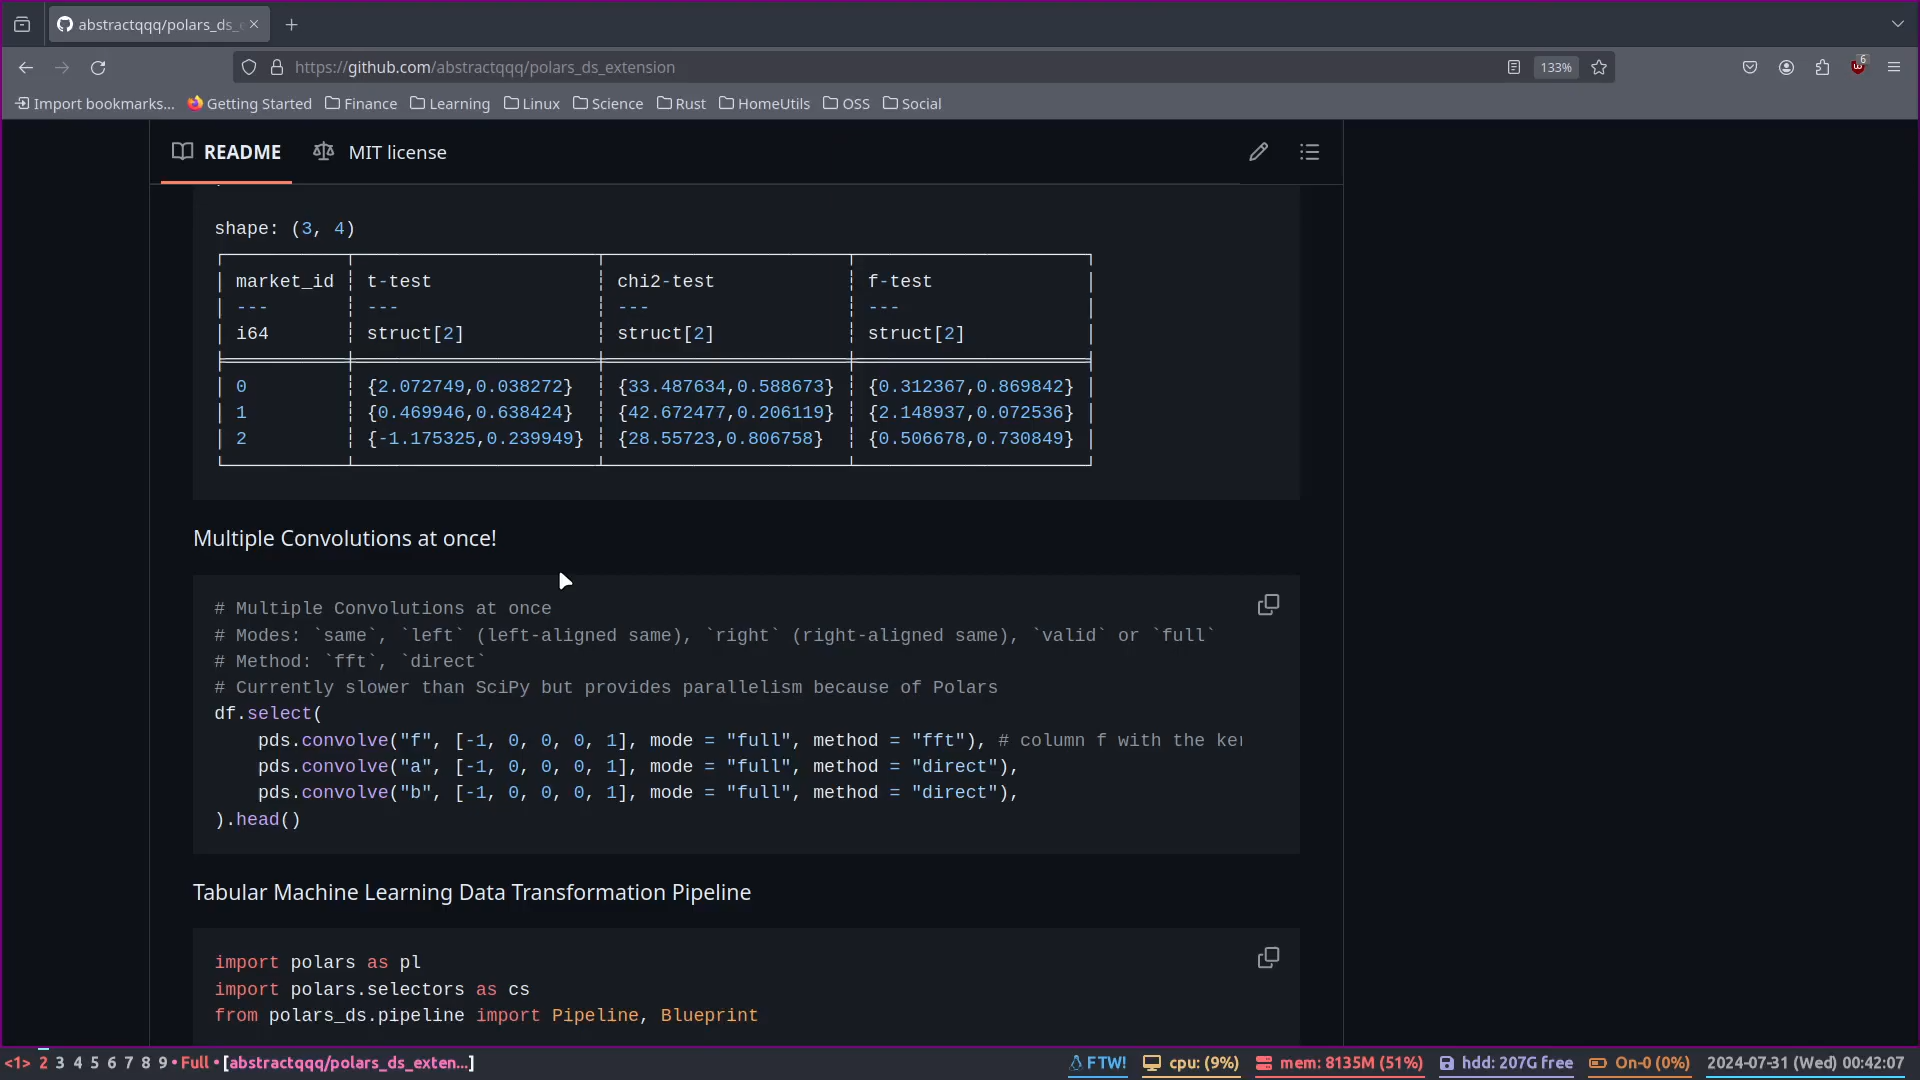 abstractqqq/polars_ds_
https://github.com/abstractqqq/polars_ds_extension
133%
6
Import bookmarks... Getting Started Finance Learning Linux Science Rust HomeUtils OSS Social
README MIT license
shape: (3, 4)
market_id ┆ t-test ┆ chi2-test ┆ f-test
--- ┆ --- ┆ --- ┆ ---
i64 ┆ struct[2] ┆ struct[2] ┆ struct[2]
0 ┆ {2.072749,0.038272} ┆ {33.487634,0.588673} ┆ {0.312367,0.869842}
1 ┆ {0.469946,0.638424} ┆ {42.672477,0.206119} ┆ {2.148937,0.072536}
2 ┆ {-1.175325,0.239949} ┆ {28.55723,0.806758} ┆ {0.506678,0.730849}
Multiple Convolutions at once!
# Multiple Convolutions at once
# Modes: `same`, `left` (left-aligned same), `right` (right-aligned same), `valid` or `full`
# Method: `fft`, `direct`
# Currently slower than SciPy but provides parallelism because of Polars
df.select(
pds.convolve("f", [-1, 0, 0, 0, 1], mode = "full", method = "fft"), # column f with the ker
pds.convolve("a", [-1, 0, 0, 0, 1], mode = "full", method = "direct"),
pds.convolve("b", [-1, 0, 0, 0, 1], mode = "full", method = "direct"),
).head()
Tabular Machine Learning Data Transformation Pipeline
import polars as pl
import polars.selectors as cs
from polars_ds.pipeline import Pipeline, Blueprint
<1> 2 3 4 5 6 7 8 9 • Full • [abstractqqq/polars_ds_exten...] FTW! cpu: (9%) mem: 8135M (51%) hdd: 207G free On-0 (0%) 2024-07-31 (Wed) 00:42:07